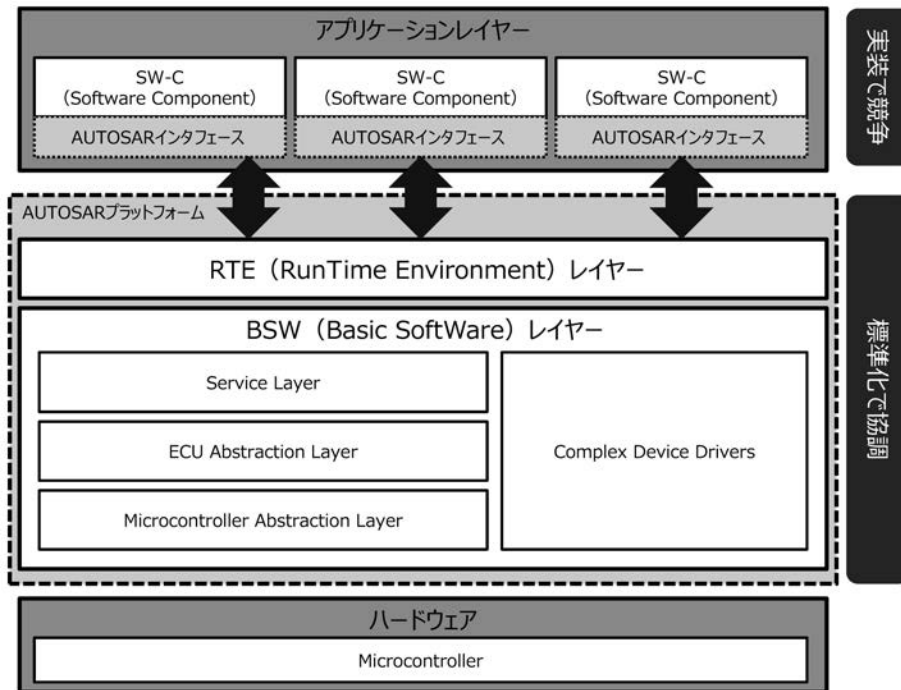 アプリケーションレイヤー
SW-C
(Software Component)
SW-C
(Software Component)
SW-C
(Software Component)
AUTOSARインタフェース
AUTOSARインタフェース
AUTOSARインタフェース
実装で競争
AUTOSARプラットフォーム
RTE（RunTime Environment）レイヤー
BSW（Basic SoftWare）レイヤー
Service Layer
ECU Abstraction Layer
Microcontroller Abstraction Layer
Complex Device Drivers
標準化で協調
ハードウェア
Microcontroller